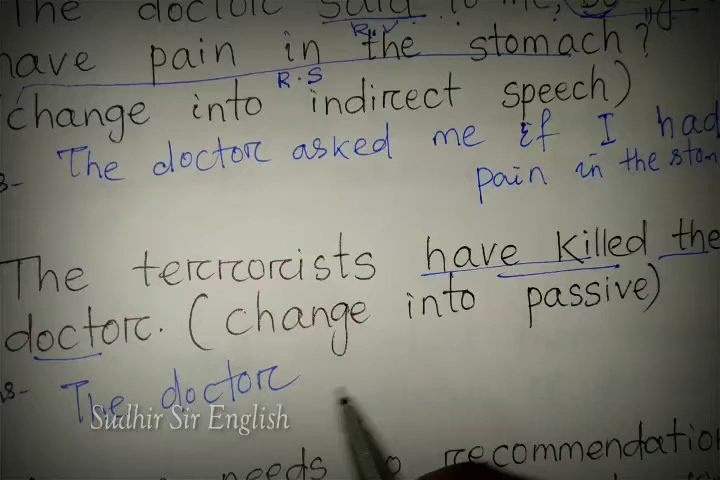 The doctor said to me, "Do
R.V
have pain in the stomach?
R.S
(change into indirect speech)
The doctor asked me if I had
pain in the stom
The terrorists have killed the
doctor. (change into passive)
The doctor
Sudhir Sir English
needs to recommendation